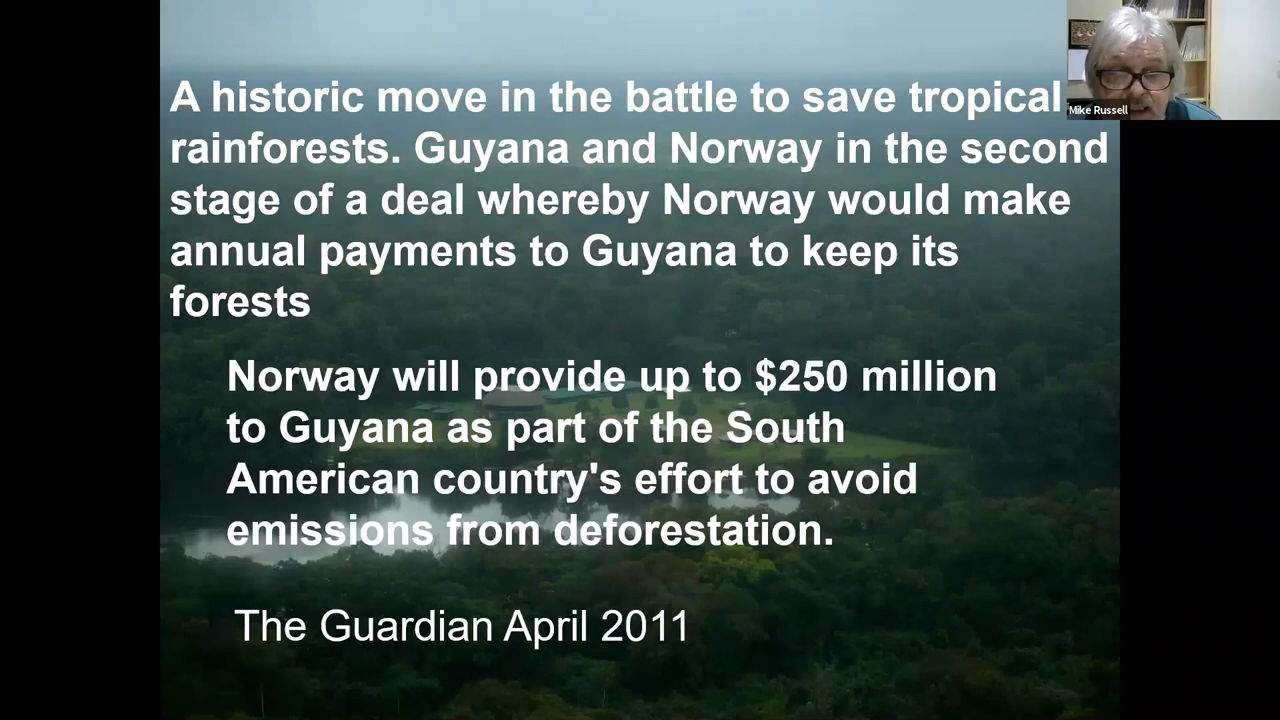 A historic move in the battle to save tropical
rainforests. Guyana and Norway in the second
stage of a deal whereby Norway would make
annual payments to Guyana to keep its
forests
Norway will provide up to $250 million
to Guyana as part of the South
American country's effort to avoid
emissions from deforestation.
The Guardian April 2011
Mike Russell